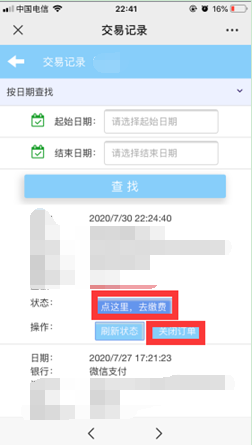 中国电信 22:41 16%
交易记录
交易记录
按日期查找
起始日期: 请选择起始日期
结束日期: 请选择结束日期
查 找
2020/7/30 22:24:40
状态: 点这里，去缴费
操作: 刷新状态 关闭订单
日期: 2020/7/27 17:21:23
银行: 微信支付